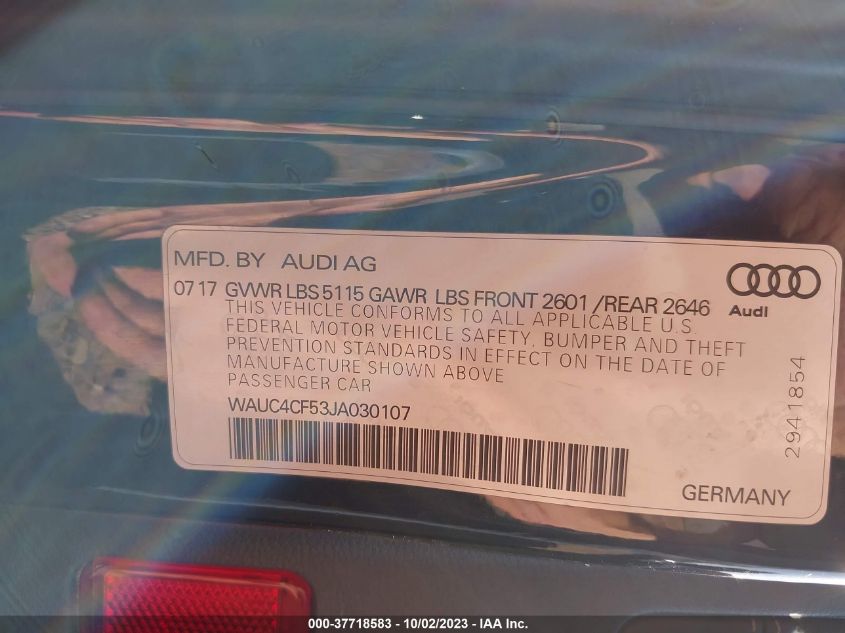 MFD. BY AUDI AG
07 17 GVWR LBS 5115 GAWR LBS FRONT 2601 /REAR 2646
THIS VEHICLE CONFORMS TO ALL APPLICABLE U.S.
FEDERAL MOTOR VEHICLE SAFETY, BUMPER AND THEFT
PREVENTION STANDARDS IN EFFECT ON THE DATE OF
MANUFACTURE SHOWN ABOVE
PASSENGER CAR
WAUC4CF53JA030107
Audi
2941854
GERMANY
000-37718583 - 10/02/2023 - IAA Inc.